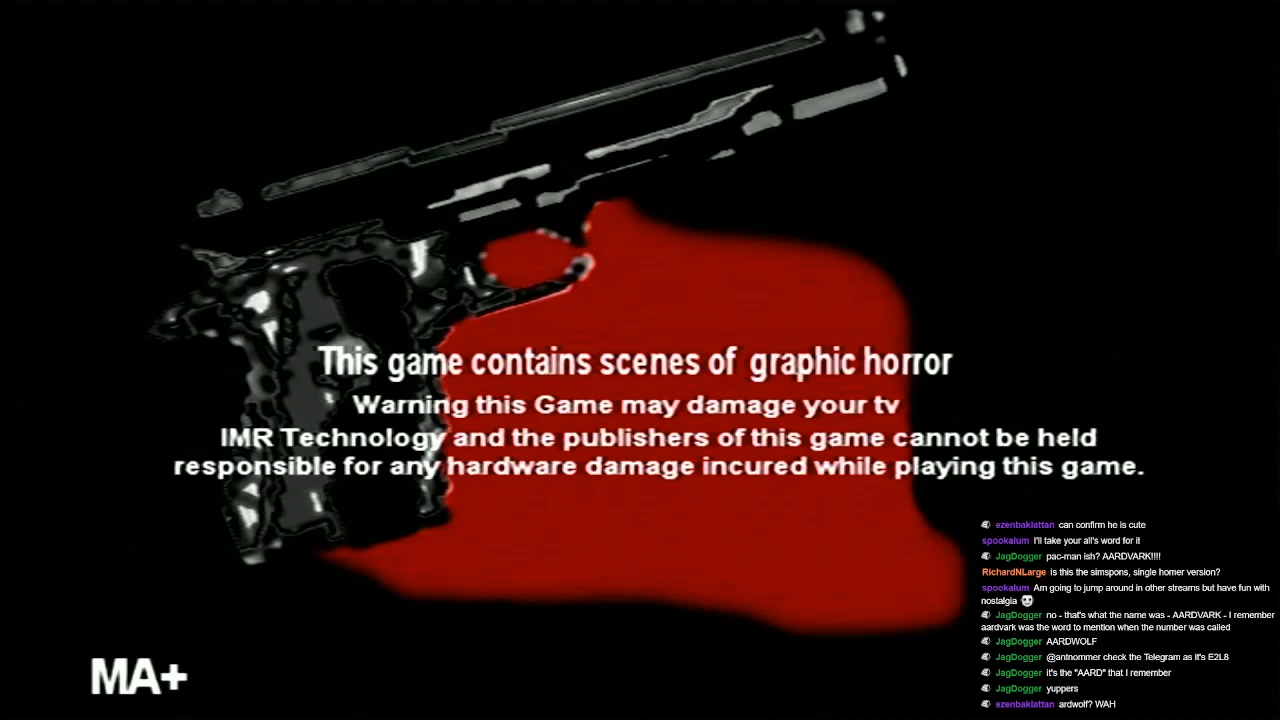 This game contains scenes of graphic horror
Warning this Game may damage your tv
IMR Technology and the publishers of this game cannot be held
responsible for any hardware damage incured while playing this game.
MA+
ezenbaklattan can confirm he is cute
spookalum I'll take your all's word for it
JagDogger pac-man ish? AARDVARK!!!!
RichardNLarge is this the simspons, single homer version?
spookalum Am going to jump around in other streams but have fun with
nostalgia
JagDogger no - that's what the name was - AARDVARK - I remember
aardvark was the word to mention when the number was called
JagDogger AARDWOLF
JagDogger @antnommer check the Telegram as it's E2L8
JagDogger it's the "AARD" that I remember
JagDogger yuppers
ezenbaklattan ardwolf? WAH